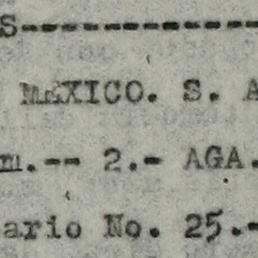 S---------------
MEXICO. S. A
m.-- 2.- AGA.
ario No. 25.-